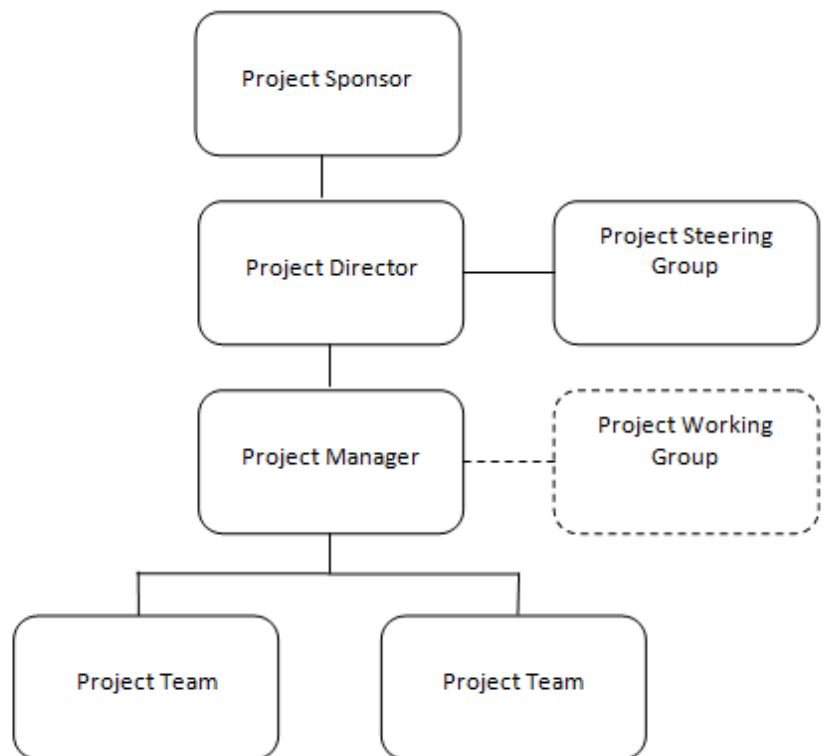 Project Sponsor
Project Director
Project Steering
Group
Project Manager
Project Working
Group
Project Team
Project Team